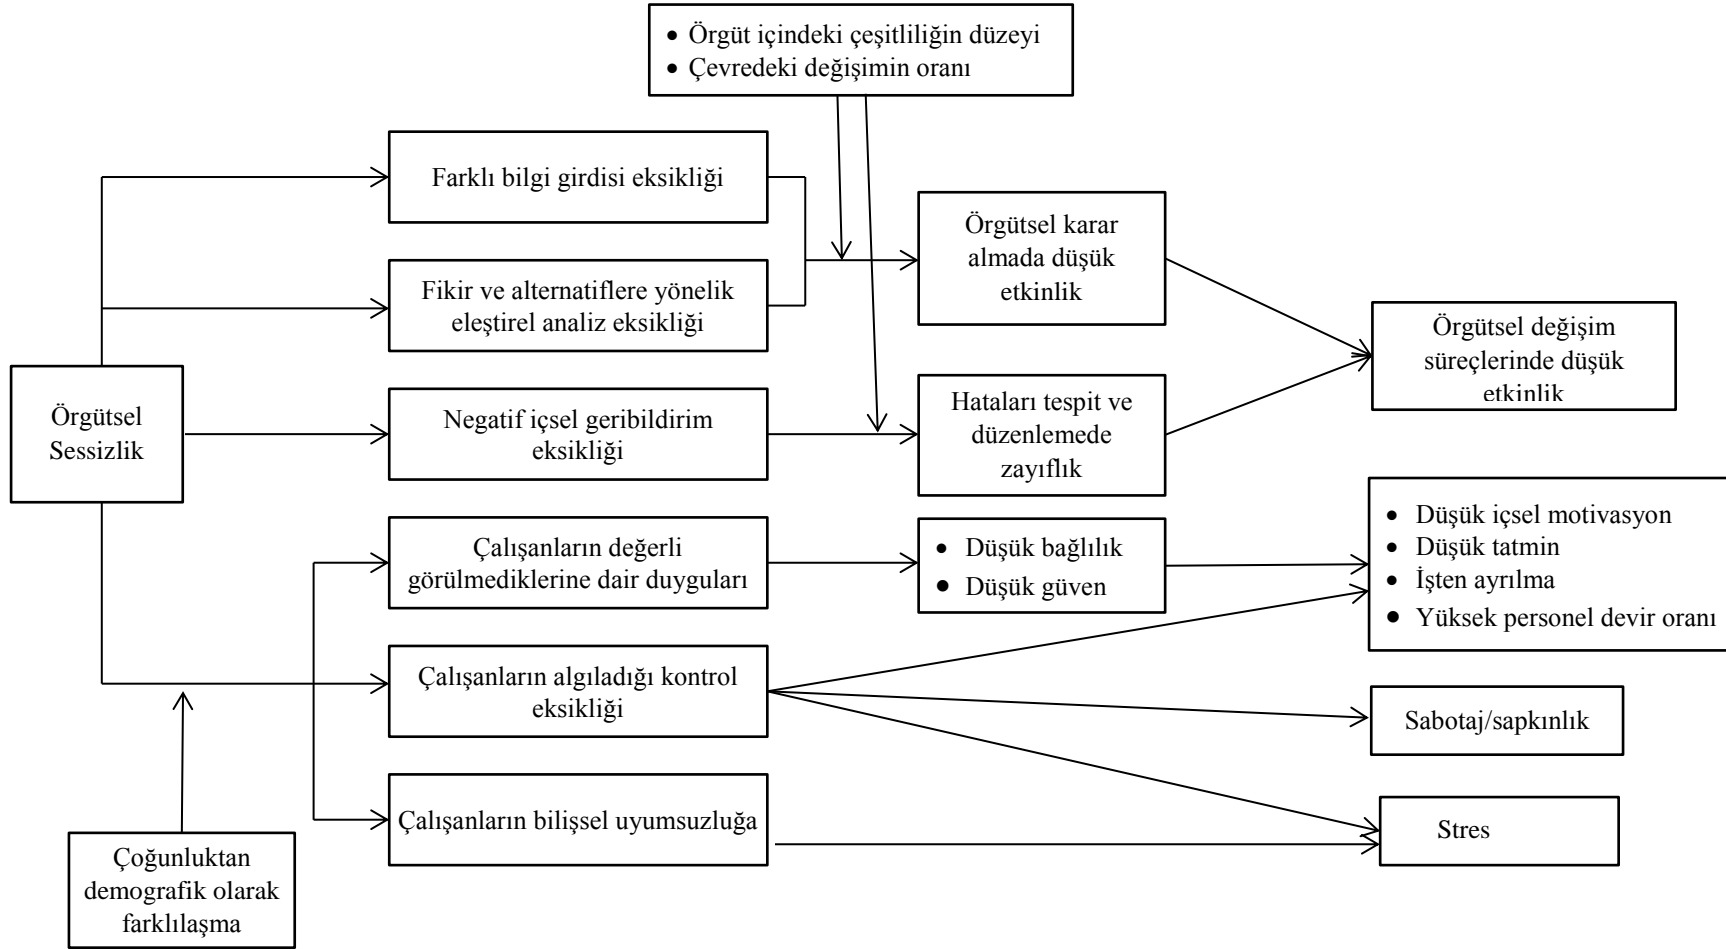 • Örgüt içindeki çeşitliliğin düzeyi
• Çevredeki değişimin oranı
Farklı bilgi girdisi eksikliği
Fikir ve alternatiflere yönelik
eleştirel analiz eksikliği
Örgütsel karar
almada düşük
etkinlik
Örgütsel değişim
süreçlerinde düşük
etkinlik
Örgütsel
Sessizlik
Negatif içsel geribildirim
eksikliği
Hataları tespit ve
düzenlemede
zayıflık
Çalışanların değerli
görülmediklerine dair duyguları
• Düşük bağlılık
• Düşük güven
• Düşük içsel motivasyon
• Düşük tatmin
• İşten ayrılma
• Yüksek personel devir oranı
Çalışanların algıladığı kontrol
eksikliği
Sabotaj/sapkınlık
Çalışanların bilişsel uyumsuzluğa
Stres
Çoğunluktan
demografik olarak
farklılaşma